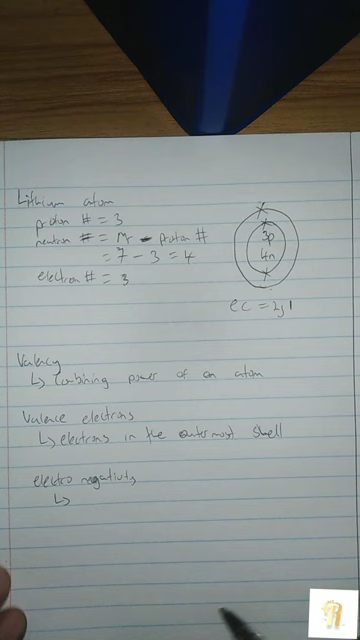 Lithium atom
proton # = 3
neutron # = Mr - proton #
= 7 - 3 = 4
electron # = 3
3p
4n
ec = 2,1
Valency
↳ Combining power of an atom
Valence electrons
↳ electrons in the outermost shell
electro negativity
↳